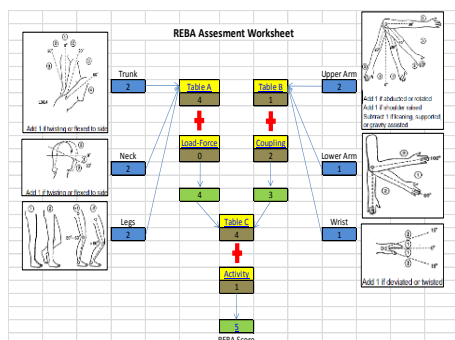 REBA Assesment Worksheet
Trunk
2
Table A
4
Table B
1
Upper Arm
2
Add 1 if twisting or flexed to side
Add 1 if abducted or rotated
Add 1 if shoulder raised
Subtract 1 if leaning, supported
or gravity assisted
Neck
2
Load-Force
0
Coupling
2
Lower Arm
1
Add 1 if twisting or flexed to side
4
3
Legs
2
Table C
4
Wrist
1
Activity
1
Add 1 if deviated or twisted
5
REBA Score